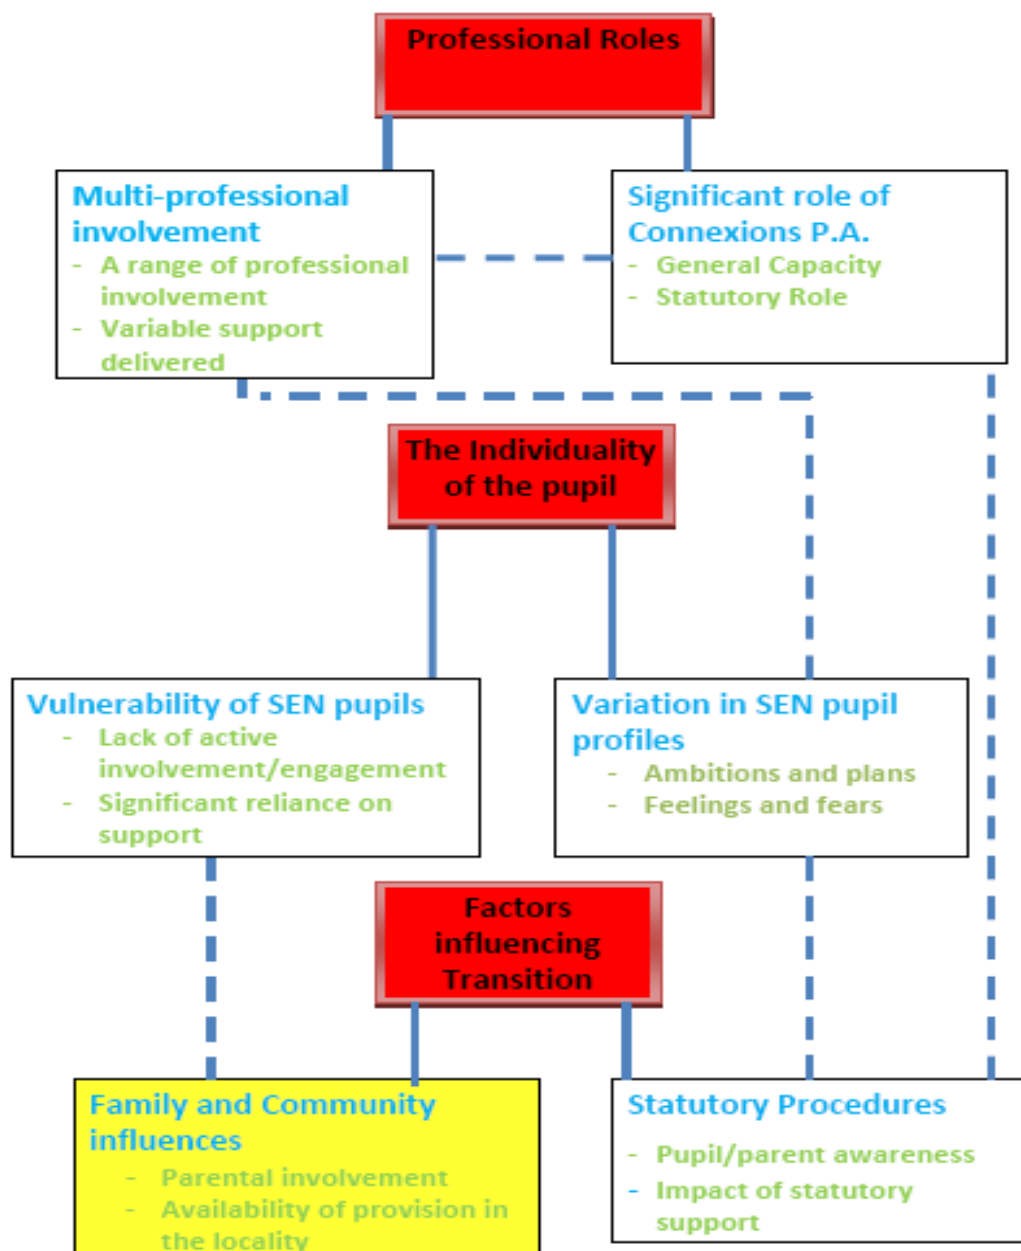 Professional Roles
Multi-professional
involvement
- A range of professional
involvement
- Variable support
delivered
Significant role of
Connexions P.A.
- General Capacity
- Statutory Role
The Individuality
of the pupil
Vulnerability of SEN pupils
- Lack of active
involvement/engagement
- Significant reliance on
support
Variation in SEN pupil
profiles
- Ambitions and plans
- Feelings and fears
Factors
influencing
Transition
Family and Community
influences
- Parental involvement
- Availability of provision in
the locality
Statutory Procedures
- Pupil/parent awareness
- Impact of statutory
support